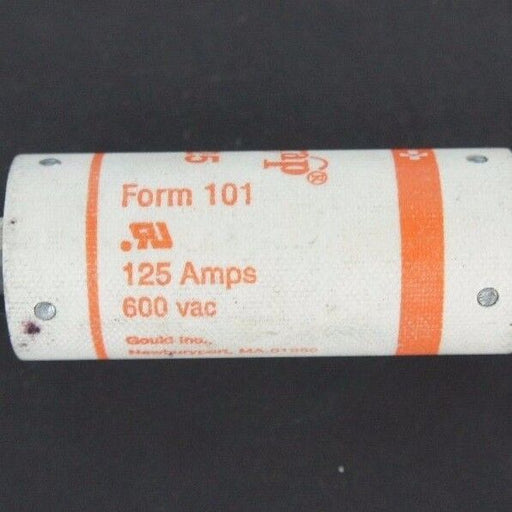 Form 101
125 Amps
600 vac
Gould Inc.,
Newburyport, MA 01950